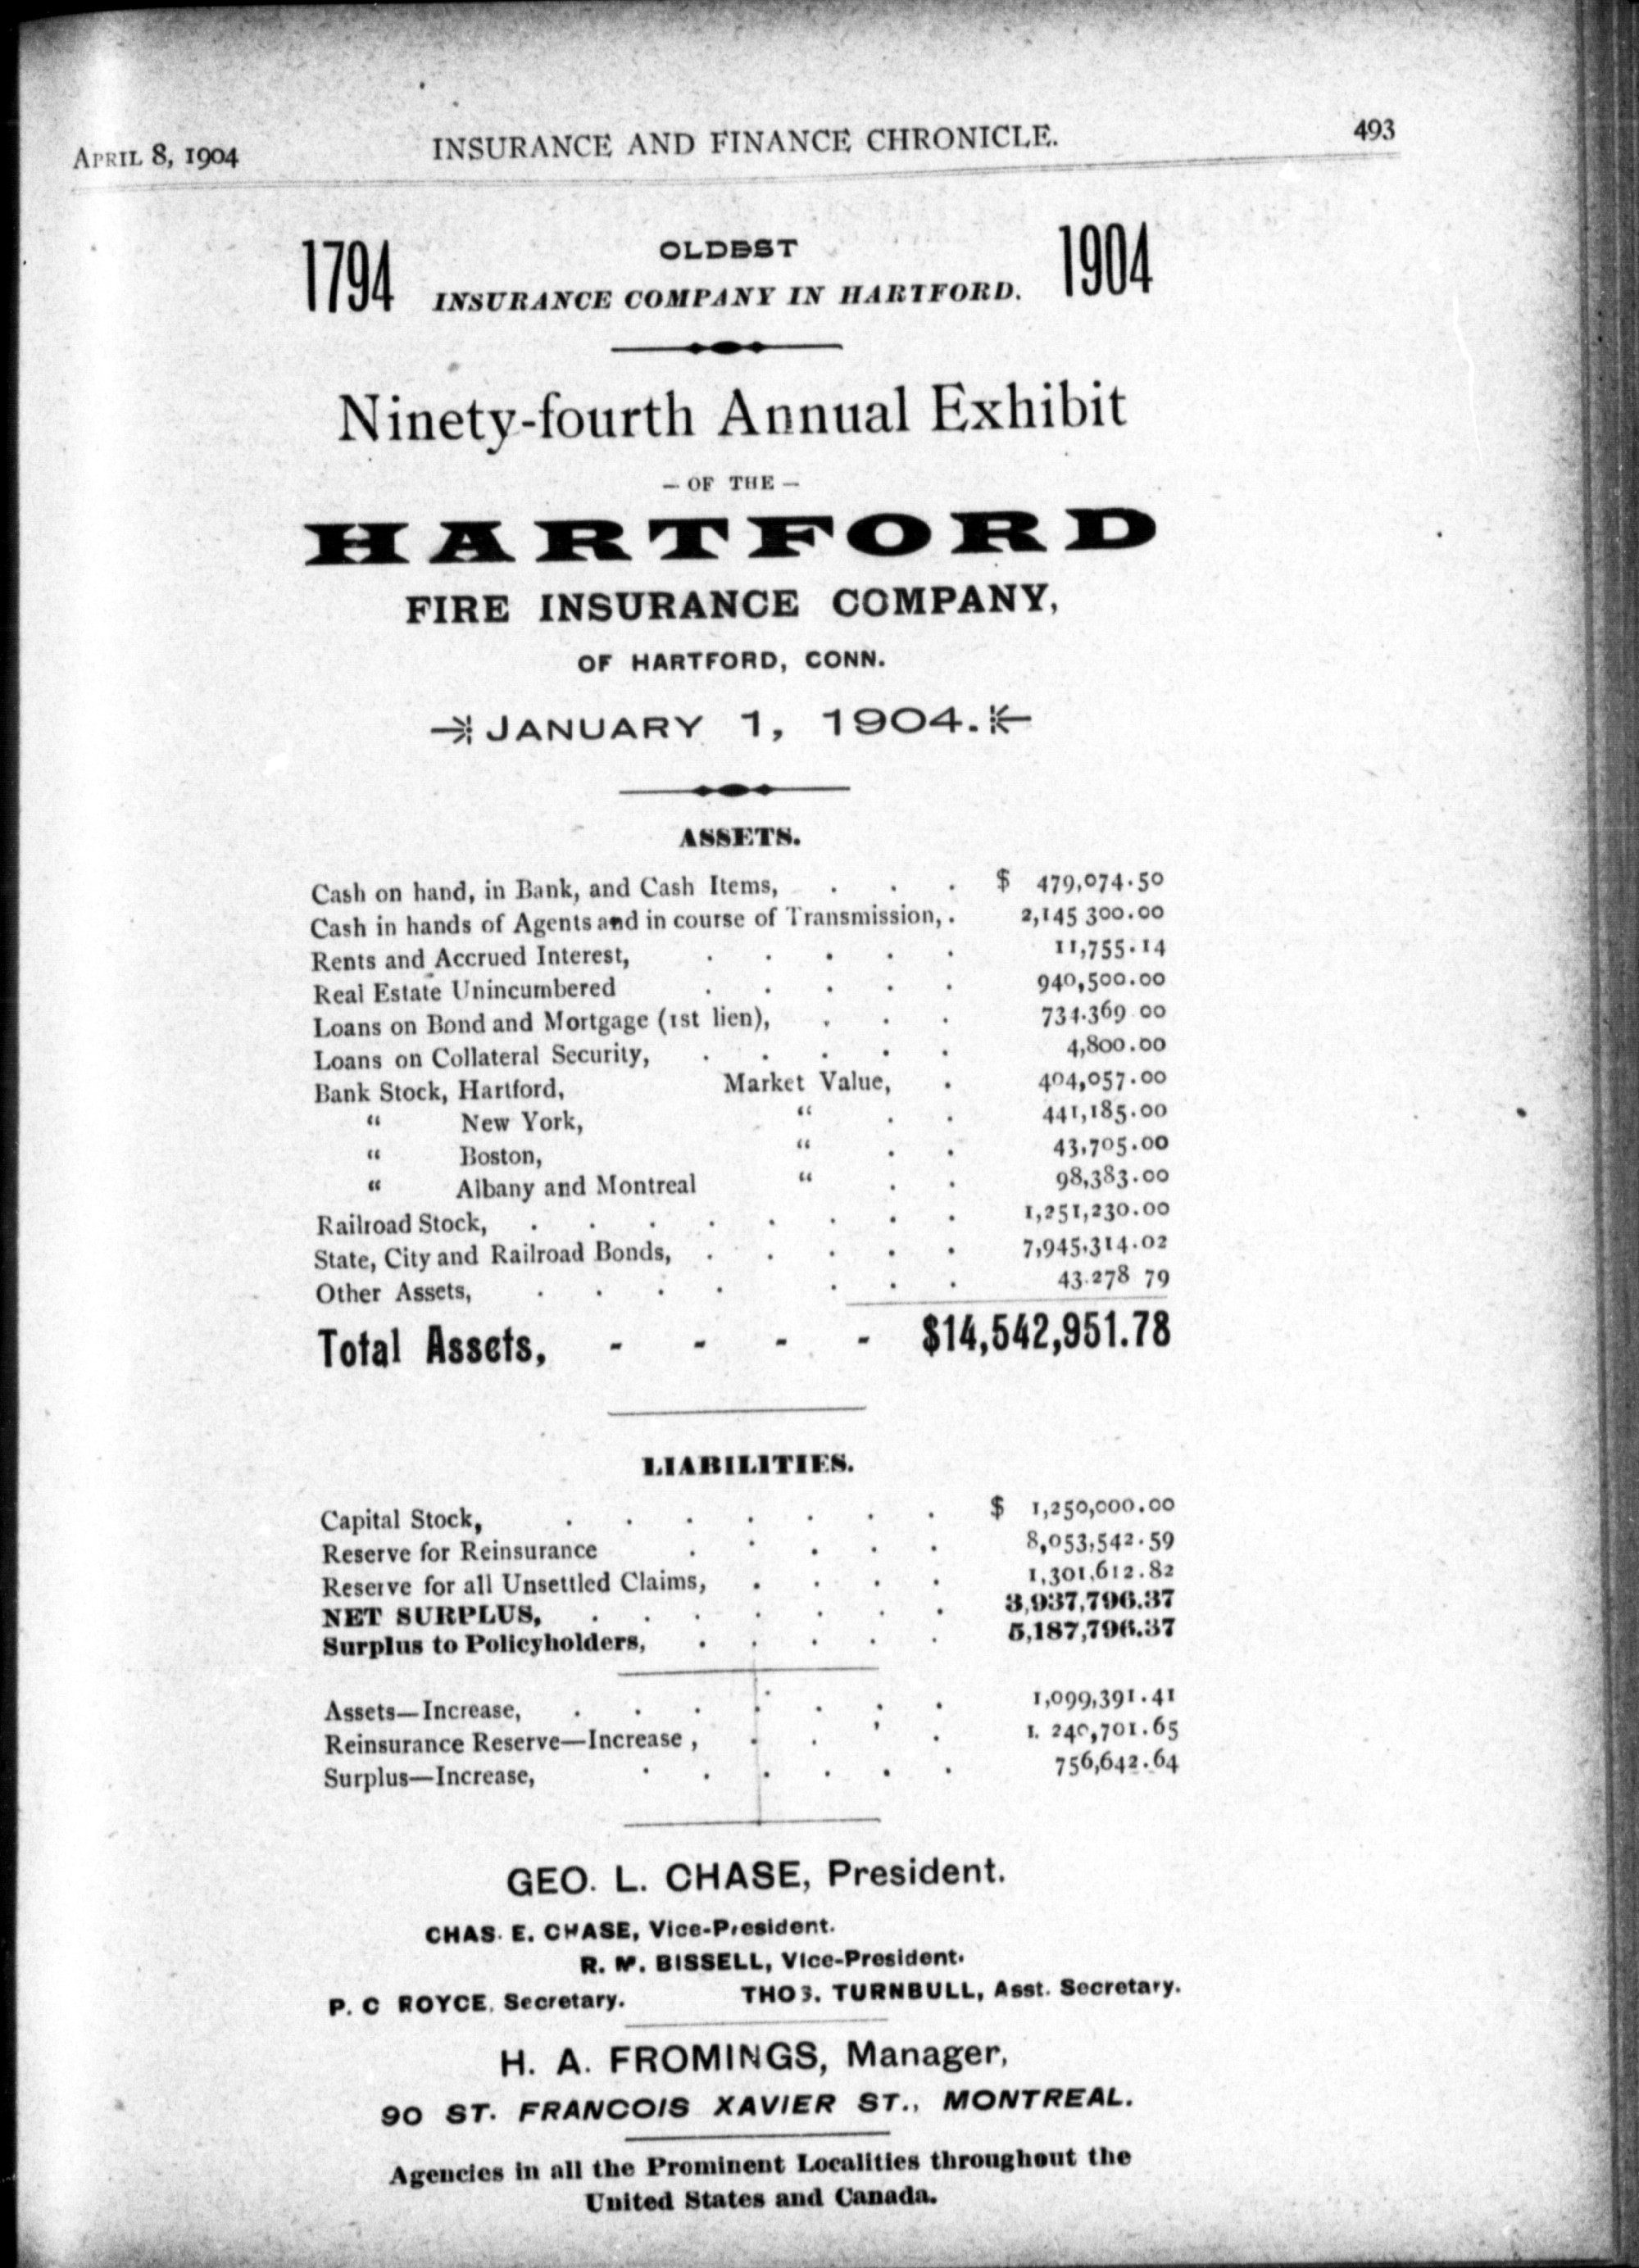 APRIL 8, 1904 INSURANCE AND FINANCE CHRONICLE. 493
1794 OLDEST 1904
INSURANCE COMPANY IN HARTFORD.
Ninety-fourth Annual Exhibit
— OF THE —
HARTFORD
FIRE INSURANCE COMPANY,
OF HARTFORD, CONN.
JANUARY 1, 1904.
ASSETS.
Cash on hand, in Bank, and Cash Items, . . . $ 479,074.50
Cash in hands of Agents and in course of Transmission, . 2,145 300.00
Rents and Accrued Interest, . . . . . 11,755.14
Real Estate Unincumbered . . . . . 940,500.00
Loans on Bond and Mortgage (1st lien), . . . 734.369 00
Loans on Collateral Security, . . . . . 4,800.00
Bank Stock, Hartford, Market Value, . 404,057.00
“ New York, “ . . 441,185.00
“ Boston, “ . . 43,705.00
“ Albany and Montreal “ . . 98,383.00
Railroad Stock, . . . . . . . . 1,251,230.00
State, City and Railroad Bonds, . . . . . 7,945,314.02
Other Assets, . . . . . . . 43.278 79
Total Assets, - - - - $14,542,951.78
LIABILITIES.
Capital Stock, . . . . . . . $ 1,250,000.00
Reserve for Reinsurance . . . . . 8,053,542.59
Reserve for all Unsettled Claims, . . . . 1,301,612.82
NET SURPLUS, . . . . . . . 3,937,796.37
Surplus to Policyholders, . . . . . 5,187,796.37
Assets—Increase, . . . . . . . 1,099,391.41
Reinsurance Reserve—Increase , . . . . 1. 240,701.65
Surplus—Increase, . . . . . . 756,642.64
GEO. L. CHASE, President.
CHAS. E. CHASE, Vice-President.
R. M. BISSELL, Vice-President.
P. C ROYCE, Secretary. THOS. TURNBULL, Asst. Secretary.
H. A. FROMINGS, Manager,
90 ST. FRANCOIS XAVIER ST., MONTREAL.
Agencies in all the Prominent Localities throughout the
United States and Canada.